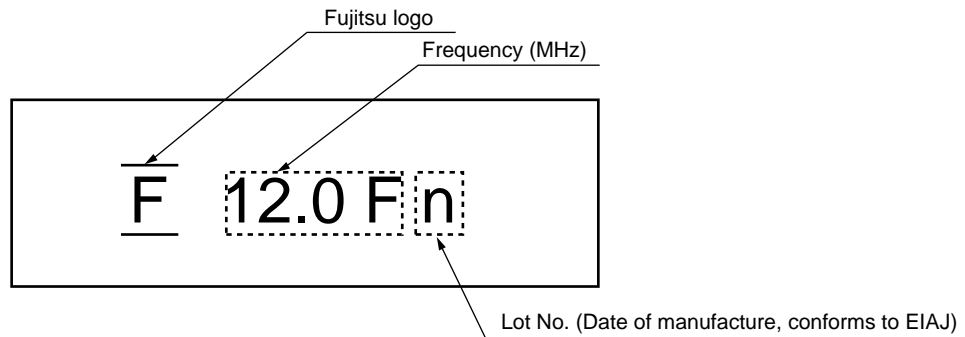 Fujitsu logo
Frequency (MHz)
F 12.0 F n
Lot No. (Date of manufacture, conforms to EIAJ)